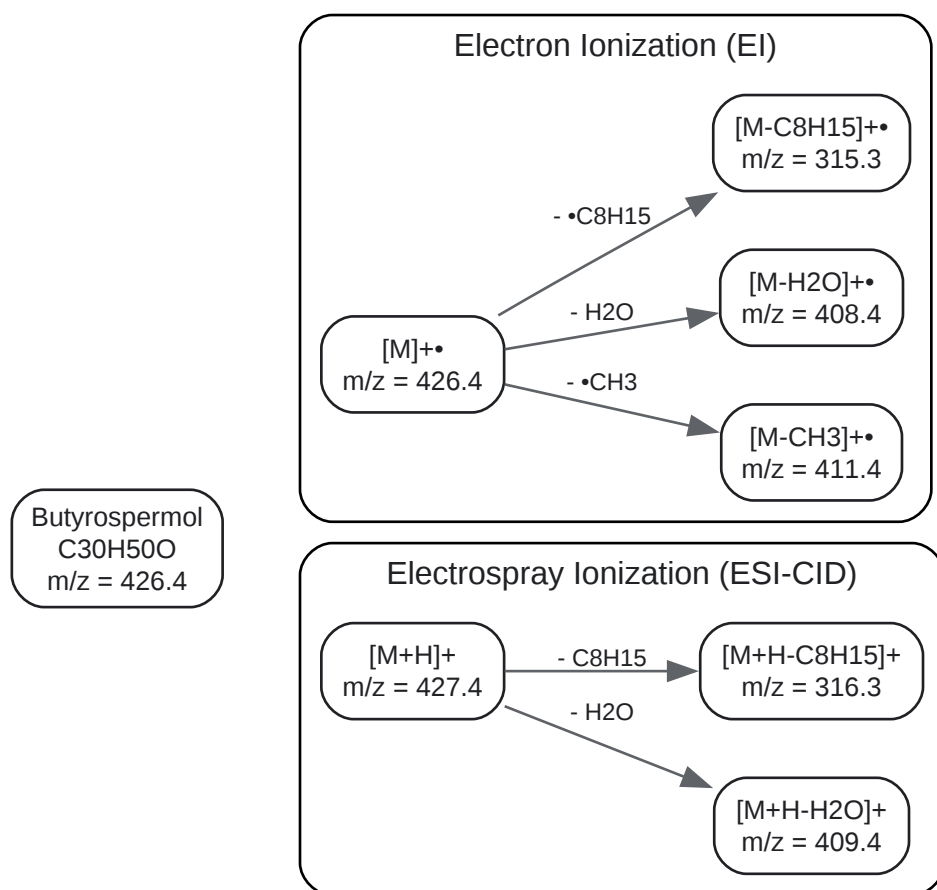 Electron Ionization (EI)
[M-C8H15]+•
m/z = 315.3
- •C8H15
[M-H2O]+•
m/z = 408.4
- H2O
[M]+•
m/z = 426.4
- •CH3
[M-CH3]+•
m/z = 411.4
Butyrospermol
C30H50O
m/z = 426.4
Electrospray Ionization (ESI-CID)
[M+H]+
m/z = 427.4
- C8H15
[M+H-C8H15]+
m/z = 316.3
- H2O
[M+H-H2O]+
m/z = 409.4